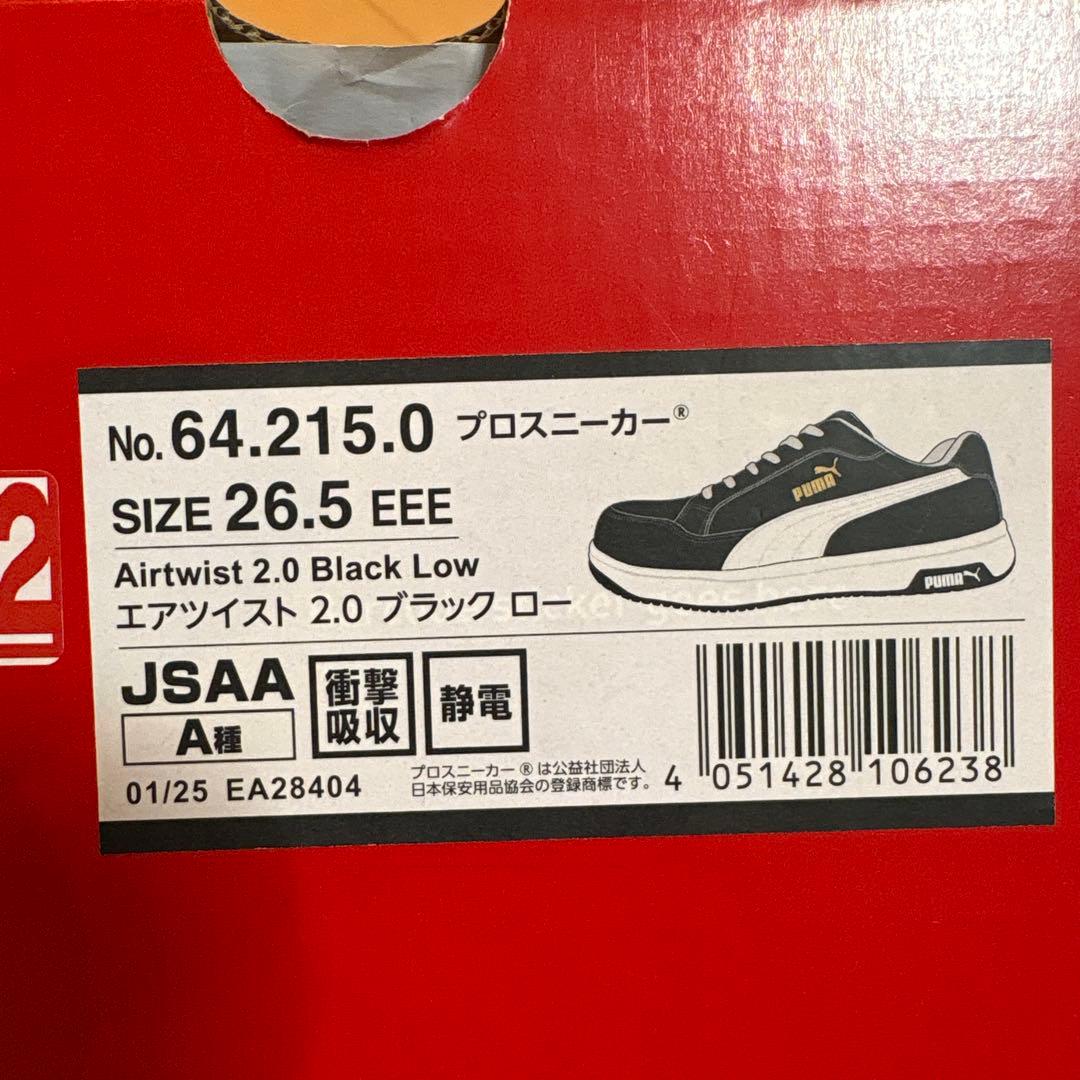 No.64.215.0 プロスニーカー®
SIZE 26.5 EEE
Airtwist 2.0 Black Low
エアツイスト 2.0 ブラック ロー
PUMA
PUMA
JSAA
A種
衝撃
吸収
静電
01/25 EA28404
プロスニーカー®は公益社団法人
日本保安用品協会の登録商標です。
4 051428 106238
2